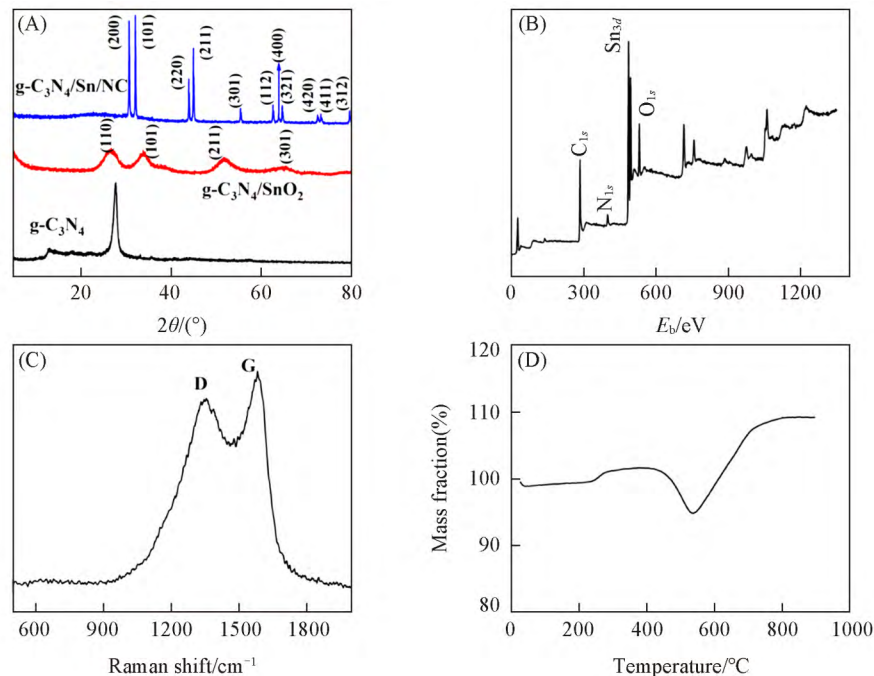 (A)
(200)
(101)
(220)
(211)
(301)
(112)
(400)
(321)
(420)
(411)
(312)
g-C3N4/Sn/NC
(110)
(101)
(211)
(301)
g-C3N4/SnO2
g-C3N4
20 40 60 80
2θ/(°)
(B)
C1s
N1s
Sn3d
O1s
0 300 600 900 1200
Eb/eV
(C)
D
G
600 900 1200 1500 1800
Raman shift/cm−1
(D)
120
110
100
90
80
Mass fraction(%)
0 200 400 600 800 1000
Temperature/°C